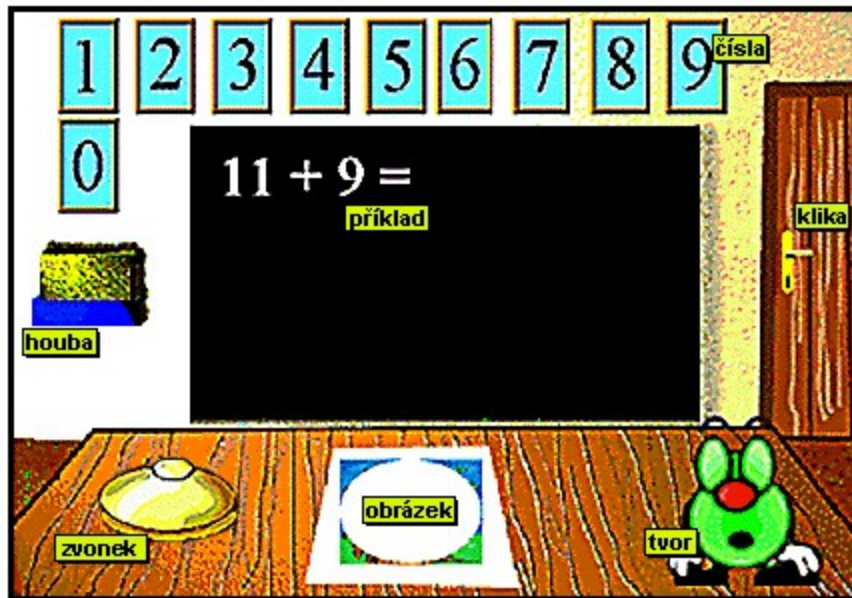 1 2 3 4 5 6 7 8 9
čísla
0
11 + 9 =
příklad
klika
houba
obrázek
zvonek
tvor